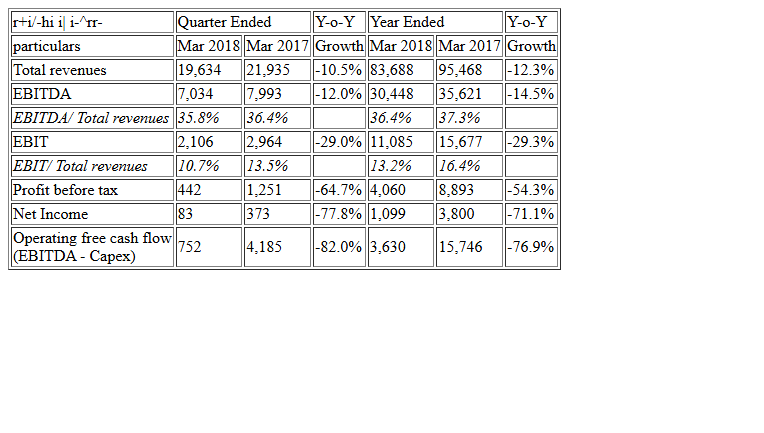 r+i/-hi i| i-^rr- Quarter Ended Y-o-Y Year Ended Y-o-Y
particulars Mar 2018 Mar 2017 Growth Mar 2018 Mar 2017 Growth
Total revenues 19,634 21,935 -10.5% 83,688 95,468 -12.3%
EBITDA 7,034 7,993 -12.0% 30,448 35,621 -14.5%
EBITDA/ Total revenues 35.8% 36.4% 36.4% 37.3%
EBIT 2,106 2,964 -29.0% 11,085 15,677 -29.3%
EBIT/ Total revenues 10.7% 13.5% 13.2% 16.4%
Profit before tax 442 1,251 -64.7% 4,060 8,893 -54.3%
Net Income 83 373 -77.8% 1,099 3,800 -71.1%
Operating free cash flow
(EBITDA - Capex) 752 4,185 -82.0% 3,630 15,746 -76.9%